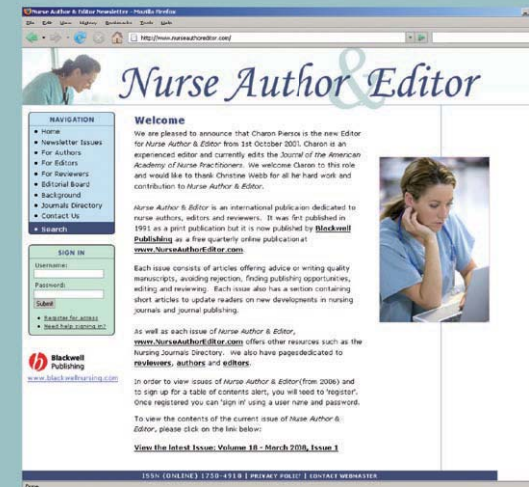 Nurse Author & Editor Newsletter - Mozilla Firefox
File Edit View History Bookmarks Tools Help
http://www.nurseauthoreditor.com/
Nurse Author & Editor
NAVIGATION
Home
Newsletter Issues
For Authors
For Editors
For Reviewers
Editorial Board
Background
Journals Directory
Contact Us
Search
SIGN IN
Username:
Password:
Submit
Register for access
Need help signing in?
Blackwell
Publishing
www.blackwellnursing.com
Welcome
We are pleased to announce that Charon Pierson is the new Editor
for Nurse Author & Editor from 1st October 2007. Charon is an
experienced editor and currently edits the Journal of the American
Academy of Nurse Practitioners. We welcome Charon to this role
and would like to thank Christine Webb for all her hard work and
contribution to Nurse Author & Editor.
Nurse Author & Editor is an international publication dedicated to
nurse authors, editors and reviewers. It was first published in
1991 as a print publication but it is now published by Blackwell
Publishing as a free quarterly online publication at
www.NurseAuthorEditor.com.
Each issue consists of articles offering advice or writing quality
manuscripts, avoiding rejection, finding publishing opportunities,
editing and reviewing. Each issue also has a section containing
short articles to update readers on new developments in nursing
journals and journal publishing.
As well as each issue of Nurse Author & Editor,
www.NurseAuthorEditor.com offers other resources such as the
Nursing Journals Directory. We also have pages dedicated to
reviewers, authors and editors.
In order to view issues of Nurse Author & Editor (from 2006) and
to sign up for a table of contents alert, you will need to 'register'.
Once registered you can 'sign in' using a user name and password.
To view the contents of the current issue of Nurse Author &
Editor, please click on the link below:
View the latest Issue: Volume 18 - March 2008, Issue 1
ISSN (ONLINE) 1750-4910 | PRIVACY POLICY | CONTACT WEBMASTER
Done